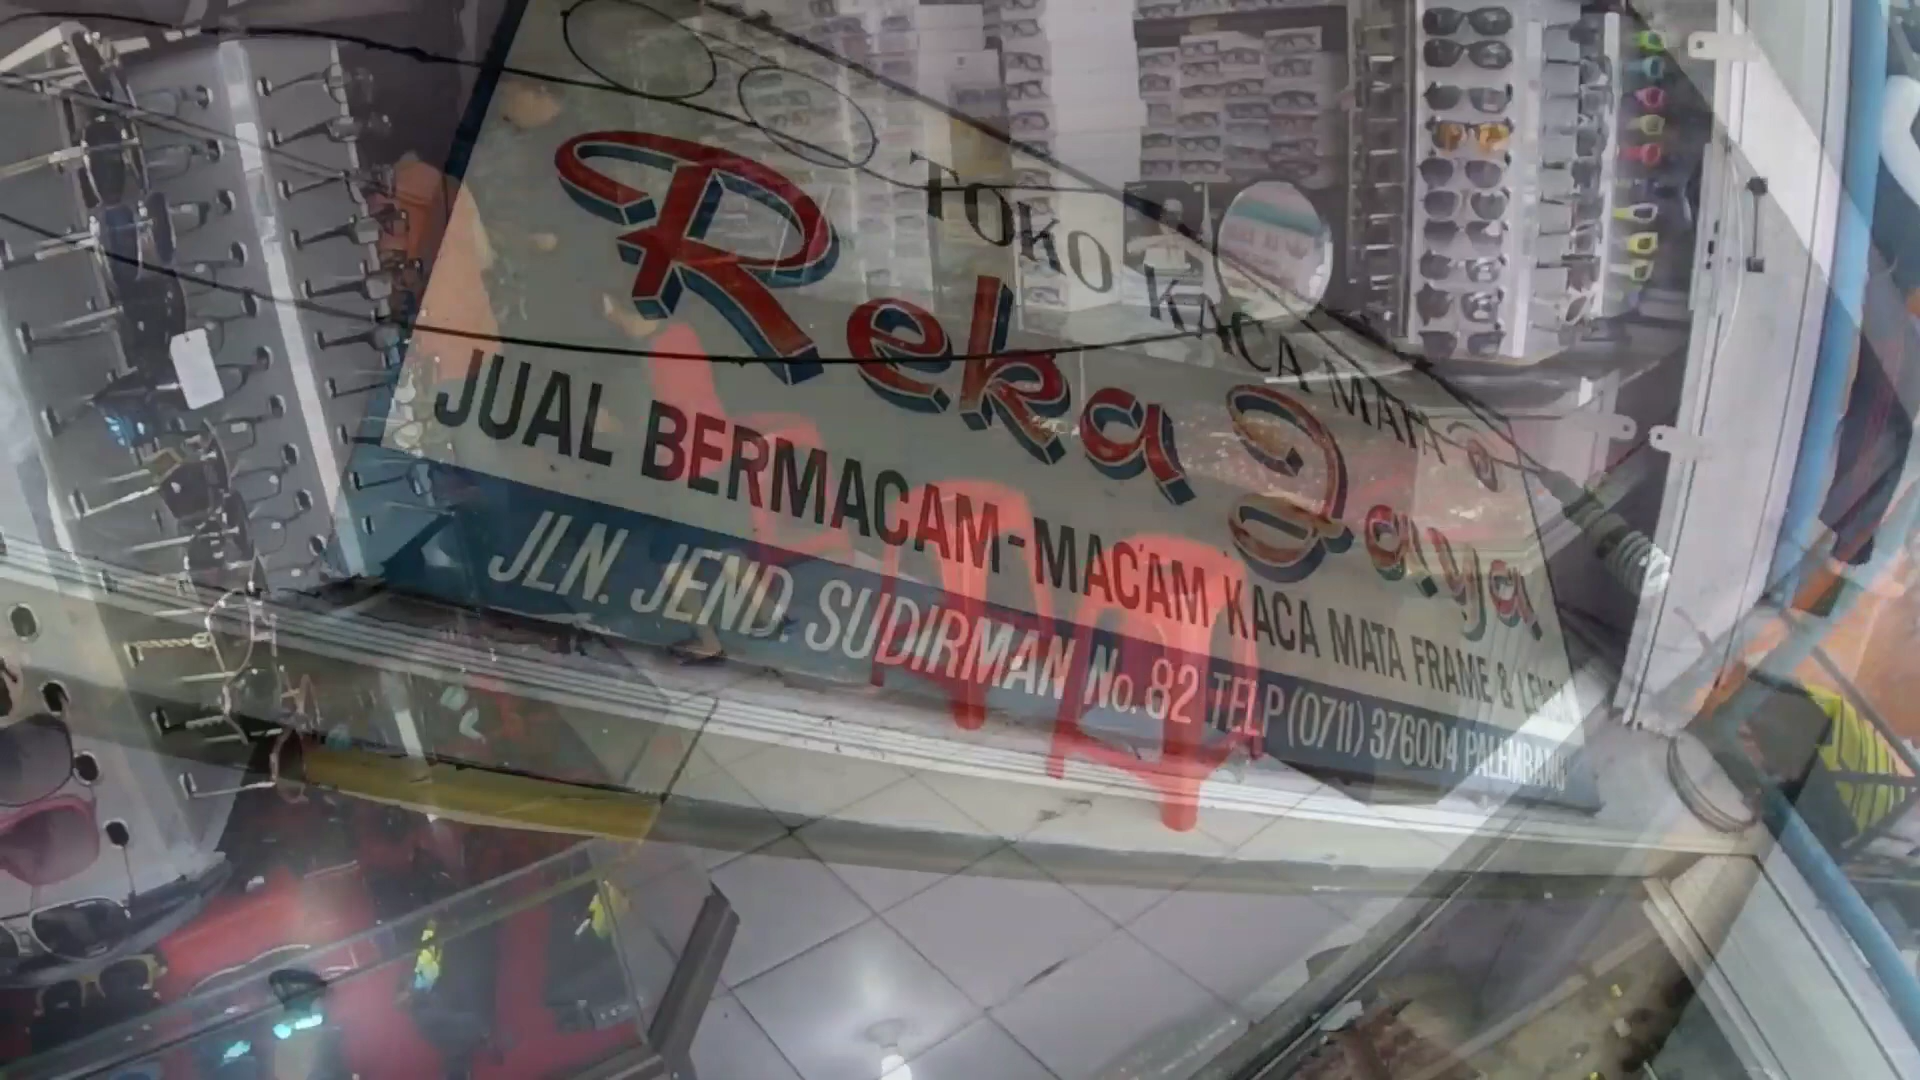 TOKO KACA MATA
Reka Jaya
JUAL BERMACAM-MACAM KACA MATA FRAME & LENSA
JLN. JEND. SUDIRMAN No. 82 TELP (0711) 376004 PALEMBANG